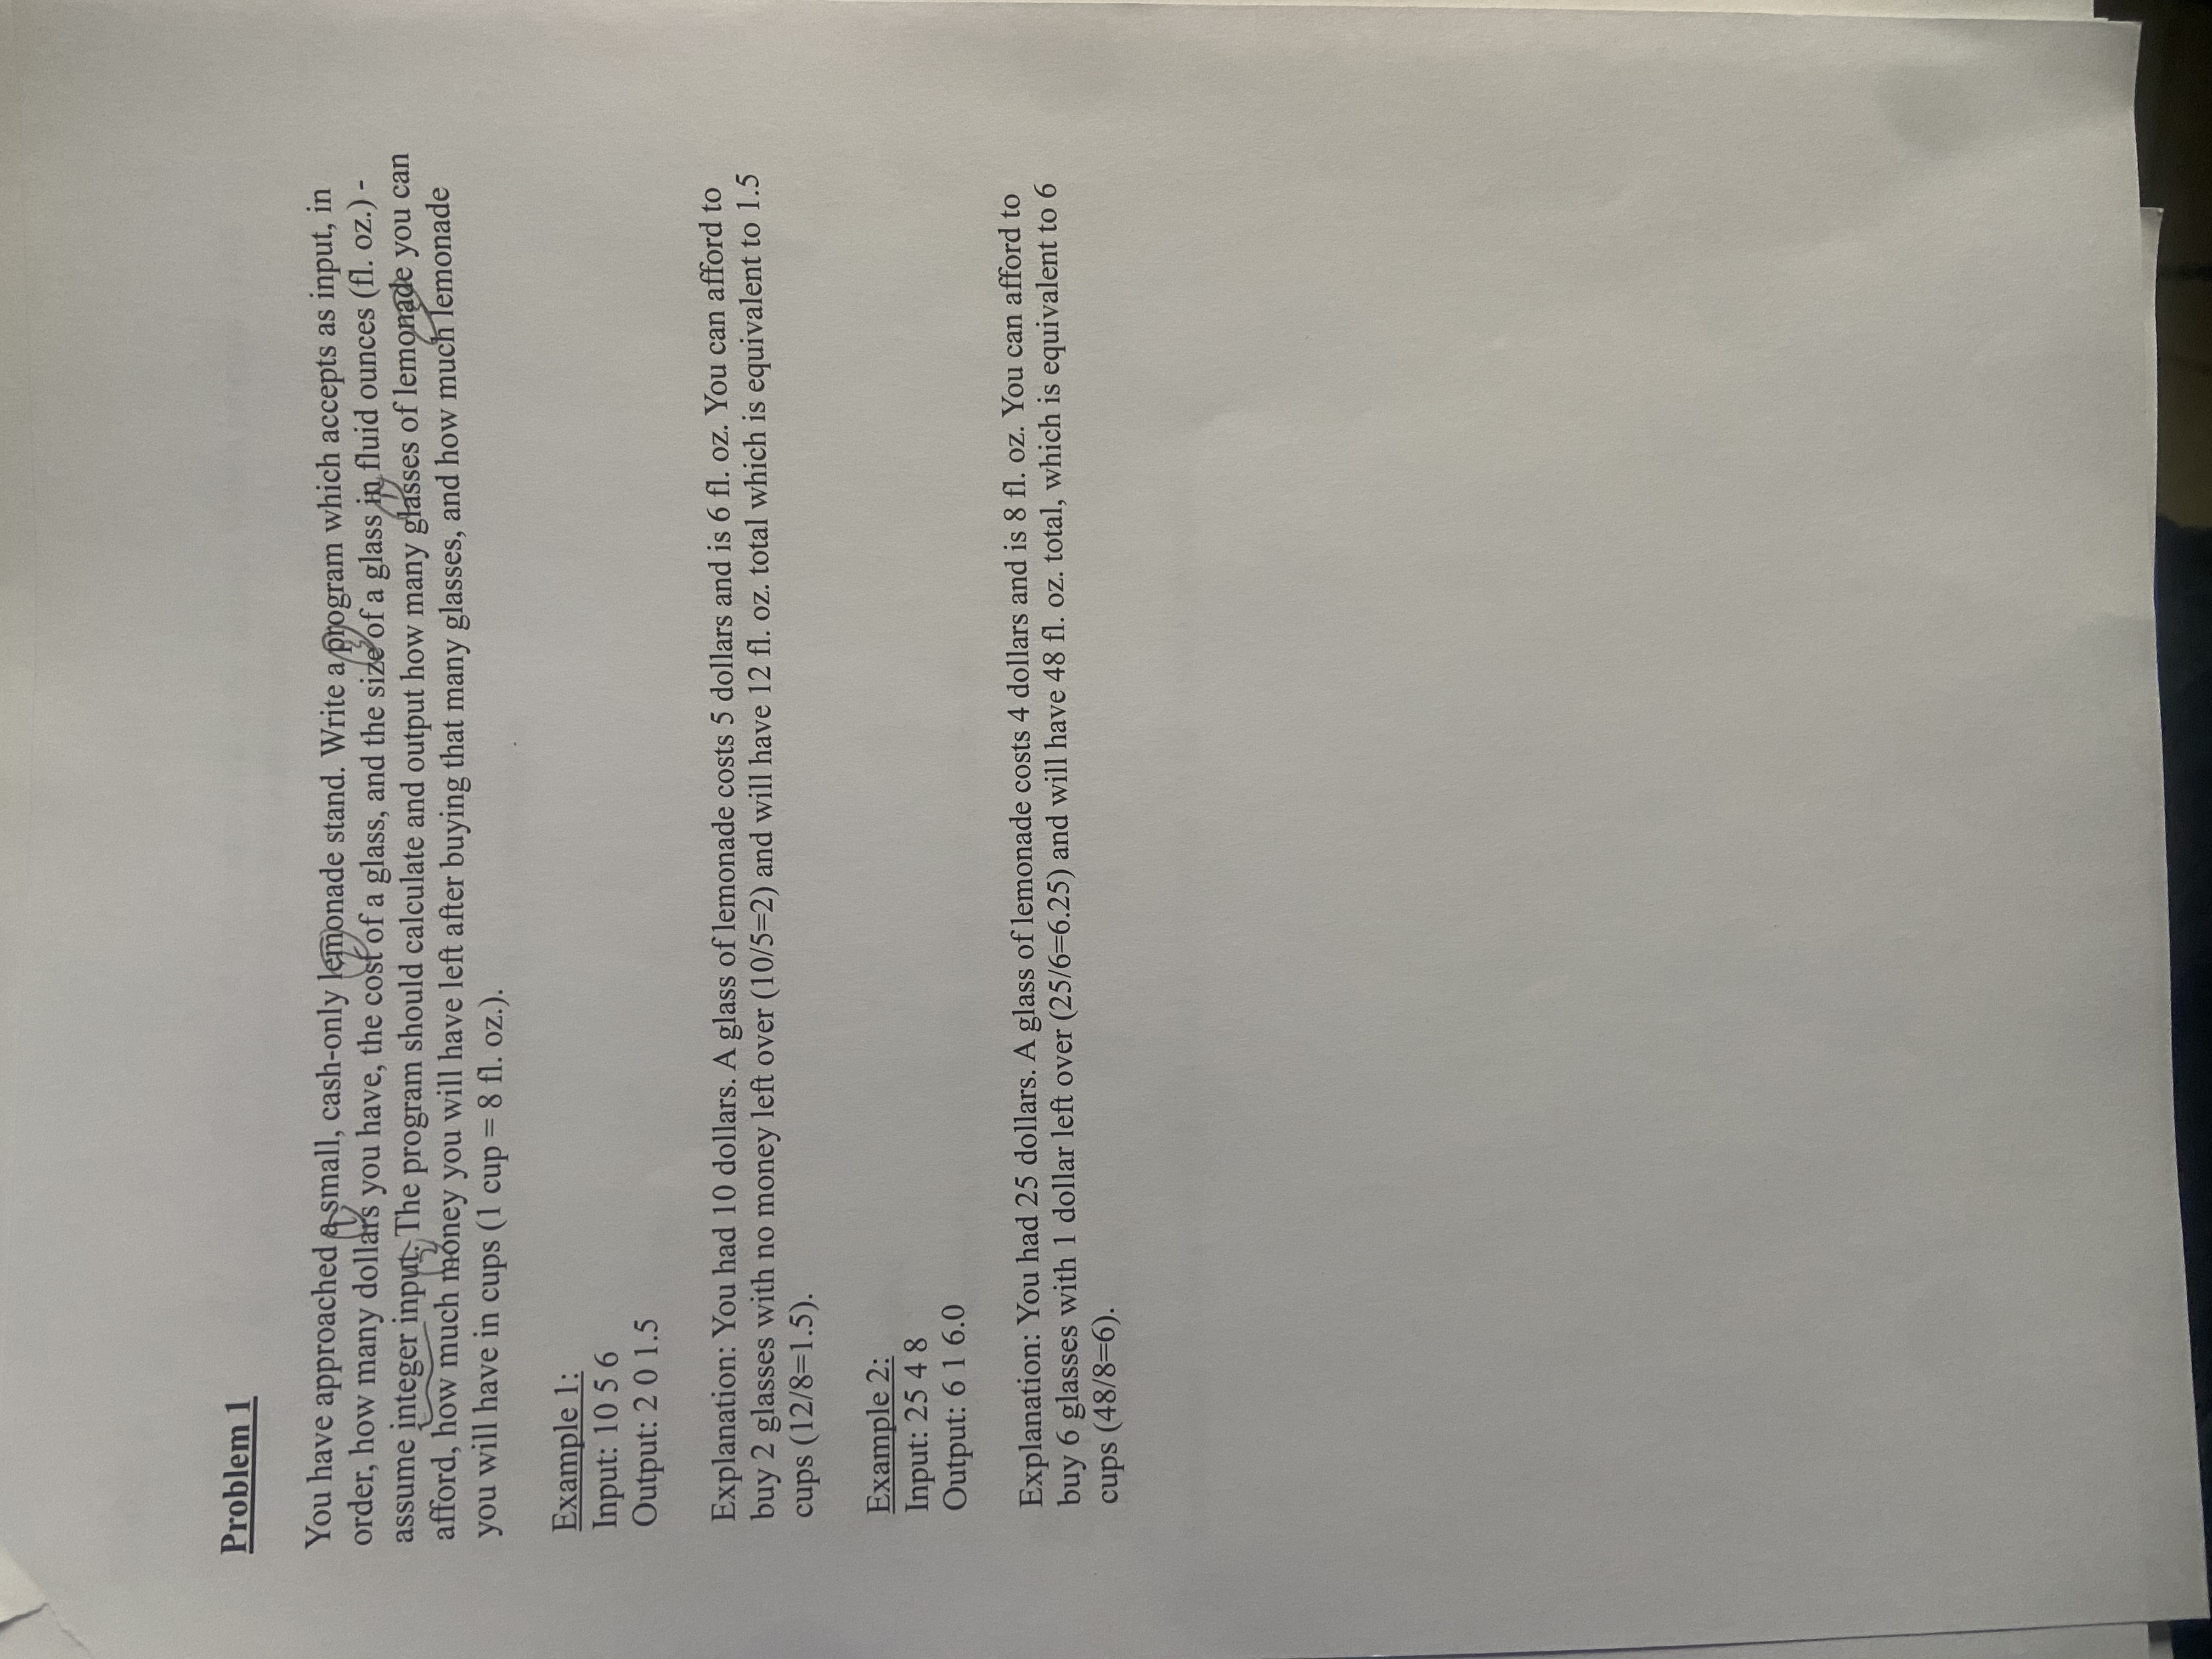 Problem 1
You have approached a small, cash-only lemonade stand. Write a program which accepts as input, in
order, how many dollars you have, the cost of a glass, and the size of a glass in fluid ounces (fl. oz.) -
assume integer input. The program should calculate and output how many glasses of lemonade you can
afford, how much money you will have left after buying that many glasses, and how much lemonade
you will have in cups (1 cup = 8 fl. oz.).
Example 1:
Input: 10 5 6
Output: 2 0 1.5
Explanation: You had 10 dollars. A glass of lemonade costs 5 dollars and is 6 fl. oz. You can afford to
buy 2 glasses with no money left over (10/5=2) and will have 12 fl. oz. total which is equivalent to 1.5
cups (12/8=1.5).
Example 2:
Input: 25 4 8
Output: 6 1 6.0
Explanation: You had 25 dollars. A glass of lemonade costs 4 dollars and is 8 fl. oz. You can afford to
buy 6 glasses with 1 dollar left over (25/6=6.25) and will have 48 fl. oz. total, which is equivalent to 6
cups (48/8=6).